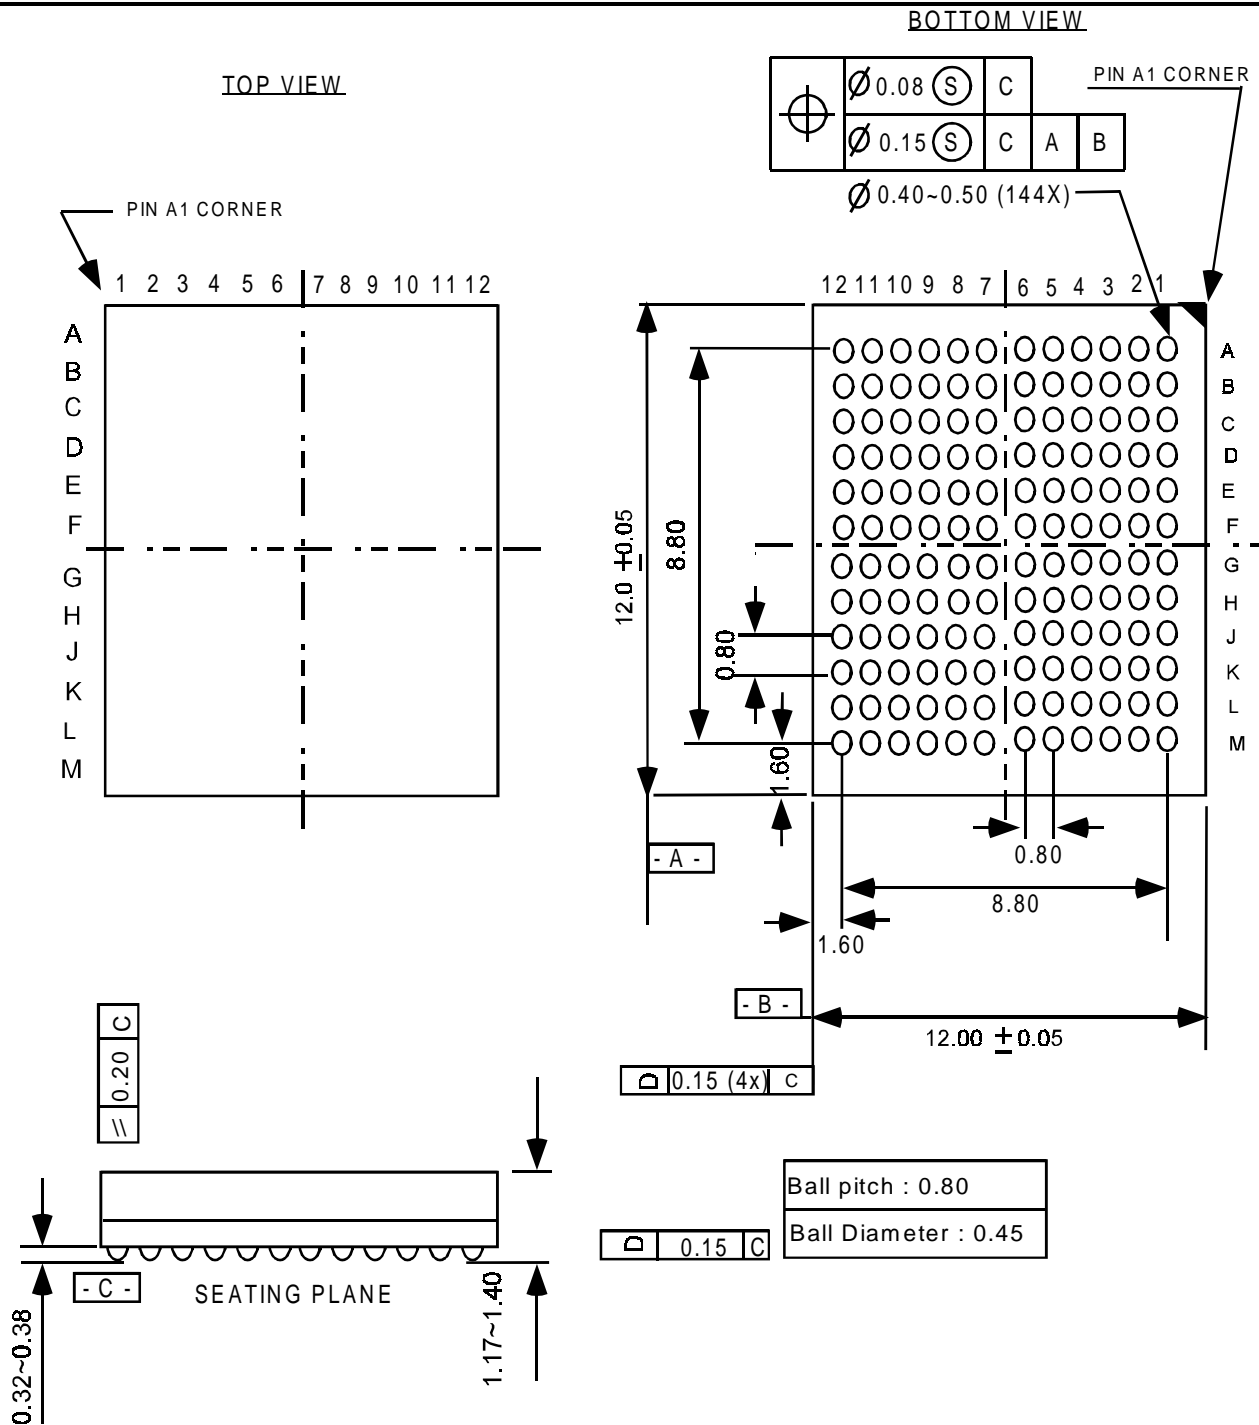 BOTTOM VIEW
TOP VIEW
PIN A1 CORNER
Ø 0.08 Ⓢ C
Ø 0.15 Ⓢ C A B
Ø 0.40~0.50 (144X)
PIN A1 CORNER
1 2 3 4 5 6 7 8 9 10 11 12
12 11 10 9 8 7 6 5 4 3 2 1
A
B
C
D
E
F
G
H
J
K
L
M
A
B
C
D
E
F
G
H
J
K
L
M
12.0 ±0.05
8.80
0.80
1.60
- A -
0.80
8.80
1.60
- B -
12.00 ± 0.05
D 0.15 (4x) C
\\ 0.20 C
Ball pitch : 0.80
Ball Diameter : 0.45
D 0.15 C
- C -
SEATING PLANE
0.32~0.38
1.17~1.40